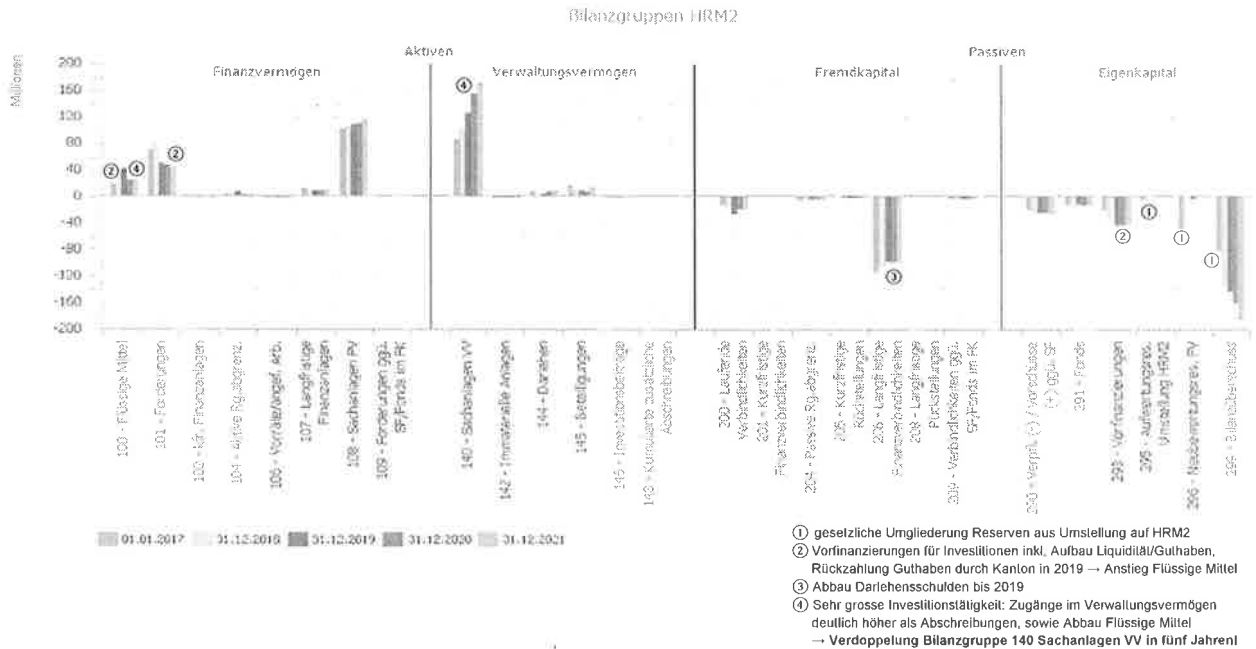 Bilanzgruppen HRM2
Aktiven
Passiven
Millionen
Finanzvermögen
Verwaltungsvermögen
Fremdkapital
Eigenkapital
200
160
120
80
40
0
-40
-80
-120
-160
-200
② ④ ② ④ ③ ② ① ① ①
100 - Flüssige Mittel
101 - Forderungen
102 - kfr. Finanzanlagen
104 - Aktive Rg.abgrenz.
106 - Vorräte/angef. Arb.
107 - Langfristige
Finanzanlagen
108 - Sachanlagen FV
109 - Forderungen ggü.
SF/Fonds im FK
140 - Sachanlagen VV
142 - Immaterielle Anlagen
144 - Darlehen
145 - Beteiligungen
146 - Investitionsbeiträge
148 - Kumulierte zusätzliche
Abschreibungen
200 - Laufende
Verbindlichkeiten
201 - Kurzfristige
Finanzverbindlichkeiten
204 - Passive Rg.abgrenz.
205 - Kurzfristige
Rückstellungen
206 - Langfristige
Finanzverbindlichkeiten
208 - Langfristige
Rückstellungen
209 - Verbindlichkeiten ggü.
SF/Fonds im FK
290 - Verpfl. (-) / Vorschüsse
(+) ggü. SF
291 - Fonds
293 - Vorfinanzierungen
295 - Aufwertungsres.
Umstellung HRM2
296 - Neubewertungsres. FV
299 - Bilanzüberschuss
01.01.2017 31.12.2018 31.12.2019 31.12.2020 31.12.2021
① gesetzliche Umgliederung Reserven aus Umstellung auf HRM2
② Vorfinanzierungen für Investitionen inkl. Aufbau Liquidität/Guthaben,
Rückzahlung Guthaben durch Kanton in 2019 → Anstieg Flüssige Mittel
③ Abbau Darlehensschulden bis 2019
④ Sehr grosse Investitionstätigkeit: Zugänge im Verwaltungsvermögen
deutlich höher als Abschreibungen, sowie Abbau Flüssige Mittel
→ Verdoppelung Bilanzgruppe 140 Sachanlagen VV in fünf Jahren!